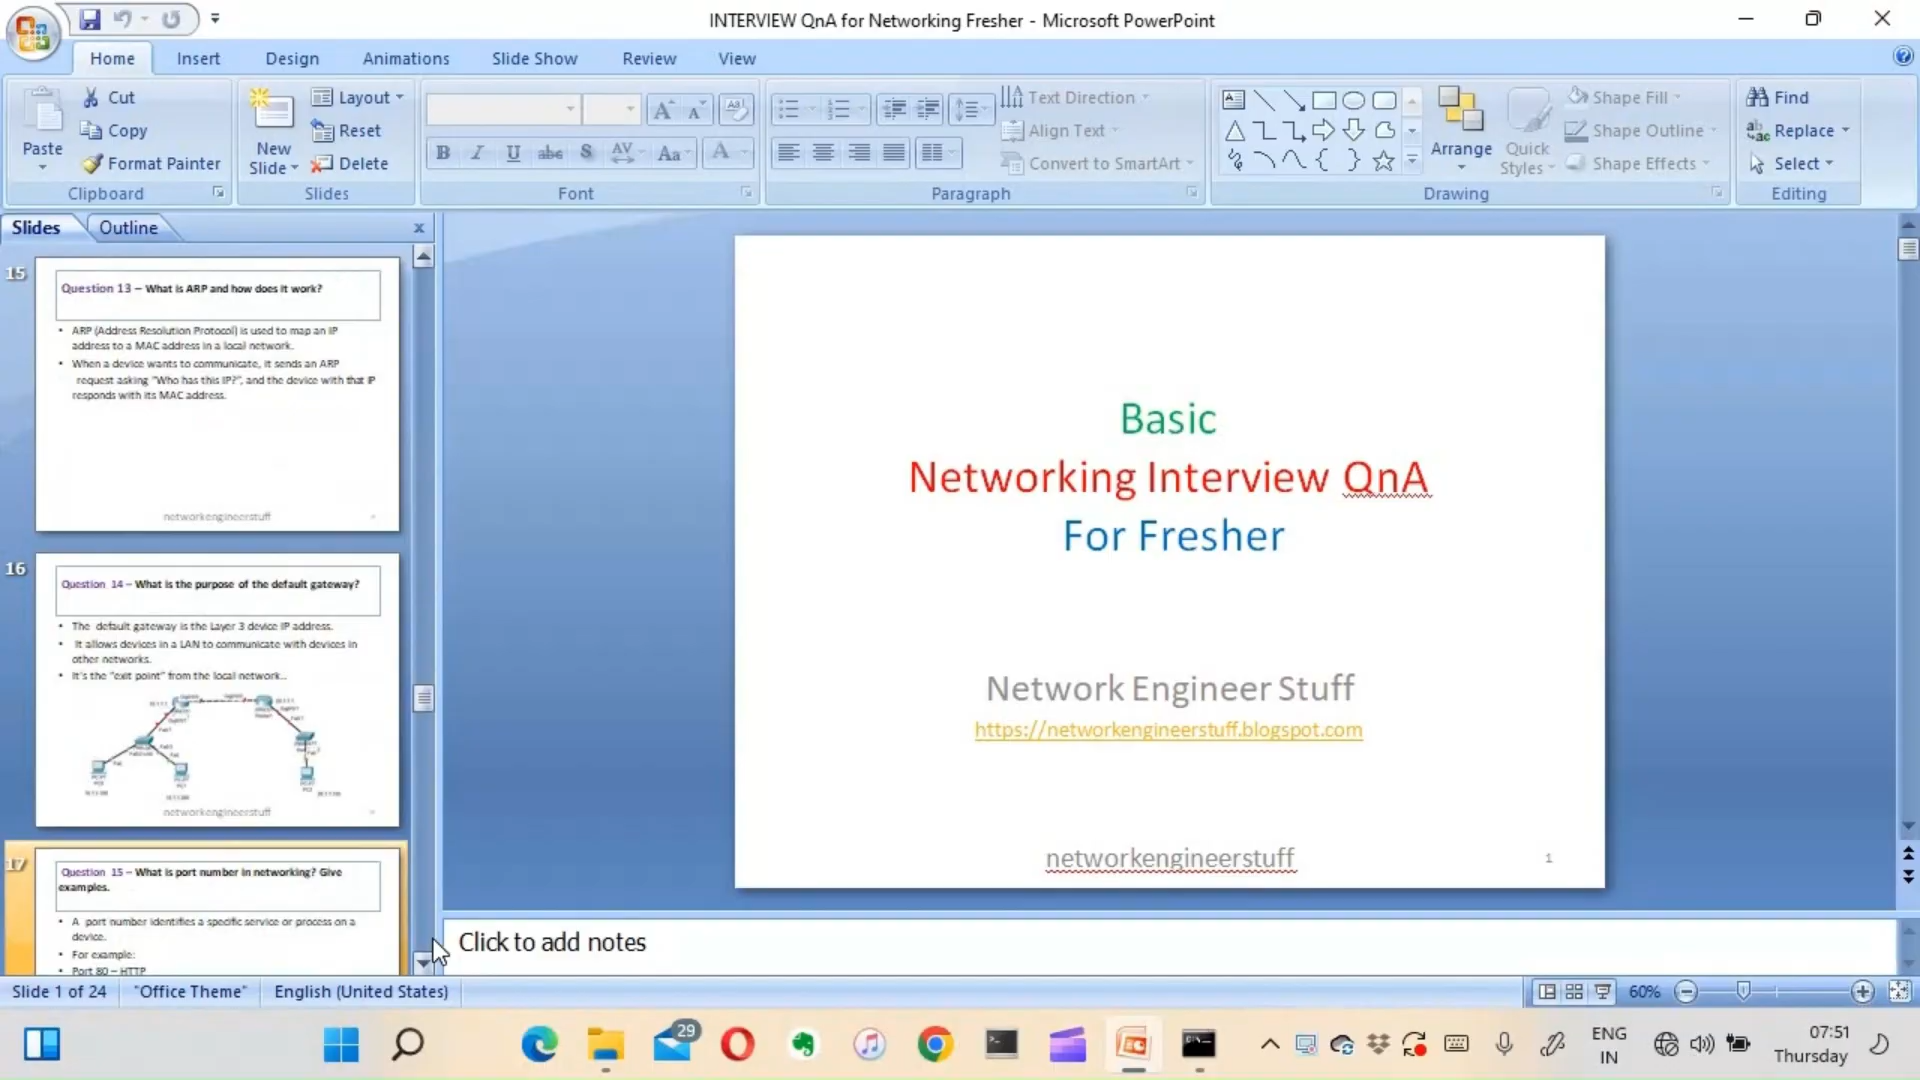 INTERVIEW QnA for Networking Fresher - Microsoft PowerPoint
Home
Insert
Design
Animations
Slide Show
Review
View
Paste
Cut
Copy
Format Painter
Clipboard
New
Slide
Layout
Reset
Delete
Slides
B I U abc S AV Aa A
Font
Text Direction
Align Text
Convert to SmartArt
Paragraph
Arrange
Quick
Styles
Shape Fill
Shape Outline
Shape Effects
Drawing
Find
Replace
Select
Editing
Slides
Outline
15
Question 13 – What is ARP and how does it work?
• ARP (Address Resolution Protocol) is used to map an IP
address to a MAC address in a local network.
• When a device wants to communicate, it sends an ARP
request asking "Who has this IP?", and the device with that IP
responds with its MAC address.
networkengineerstuff
16
Question 14 – What is the purpose of the default gateway?
• The default gateway is the Layer 3 device IP address.
• It allows devices in a LAN to communicate with devices in
other networks.
• It's the "exit point" from the local network..
networkengineerstuff
17
Question 15 – What is port number in networking? Give
examples.
• A port number identifies a specific service or process on a
device.
• For example:
• Port 80 – HTTP
Basic
Networking Interview QnA
For Fresher
Network Engineer Stuff
https://networkengineerstuff.blogspot.com
networkengineerstuff
1
Click to add notes
Slide 1 of 24
"Office Theme"
English (United States)
60%
29
ENG
IN
07:51
Thursday